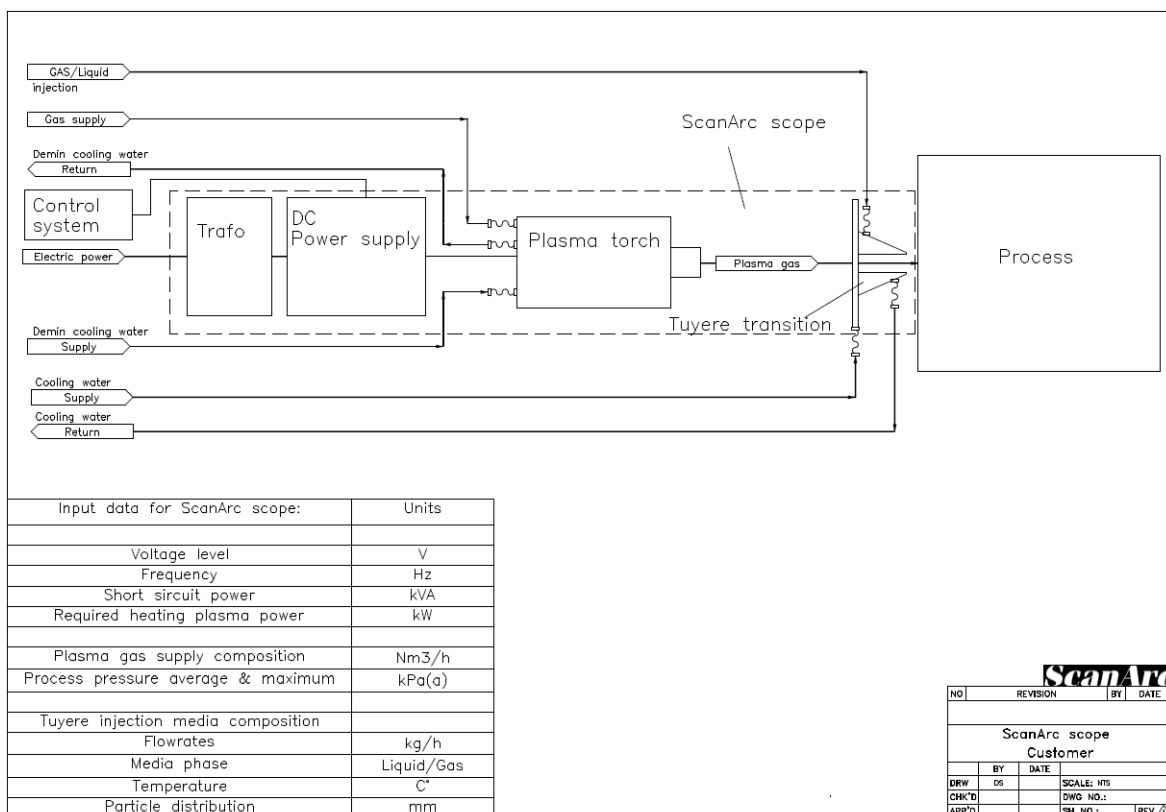 GAS/Liquid
injection
Gas supply
ScanArc scope
Demin cooling water
Return
Control
system
Trafo
DC
Power supply
Plasma torch
Electric power
Plasma gas
Process
Tuyere transition
Demin cooling water
Supply
Cooling water
Supply
Cooling water
Return
Input data for ScanArc scope: Units
Voltage level V
Frequency Hz
Short sircuit power kVA
Required heating plasma power kW
Plasma gas supply composition Nm3/h
Process pressure average & maximum kPa(a)
Tuyere injection media composition
Flowrates kg/h
Media phase Liquid/Gas
Temperature C°
Particle distribution mm
ScanArc
NO REVISION BY DATE
ScanArc scope
Customer
BY DATE
DRW DS SCALE: NTS
CHK'D DWG NO.:
APP'D SH NO.: REV